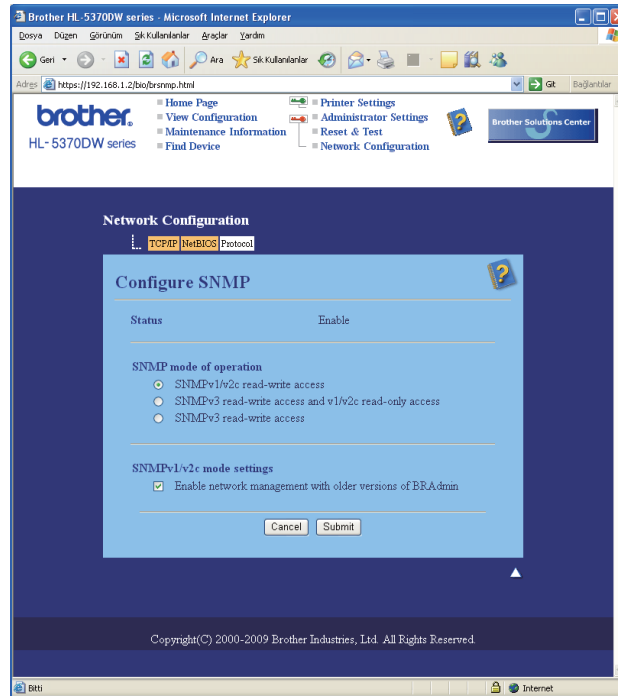 Brother HL-5370DW series - Microsoft Internet Explorer
Dosya Düzen Görünüm Sık Kullanılanlar Araçlar Yardım
Geri Ara Sık Kullanılanlar
Adres https://192.168.1.2/bio/brsnmp.html Git Bağlantılar
brother.
HL-5370DW series
Home Page
View Configuration
Maintenance Information
Find Device
Printer Settings
Administrator Settings
Reset & Test
Network Configuration
Brother Solutions Center
Network Configuration
TCP/IP NetBIOS Protocol
Configure SNMP
Status Enable
SNMP mode of operation
SNMPv1/v2c read-write access
SNMPv3 read-write access and v1/v2c read-only access
SNMPv3 read-write access
SNMPv1/v2c mode settings
Enable network management with older versions of BRAdmin
Cancel Submit
Copyright(C) 2000-2009 Brother Industries, Ltd. All Rights Reserved.
Bitti Internet